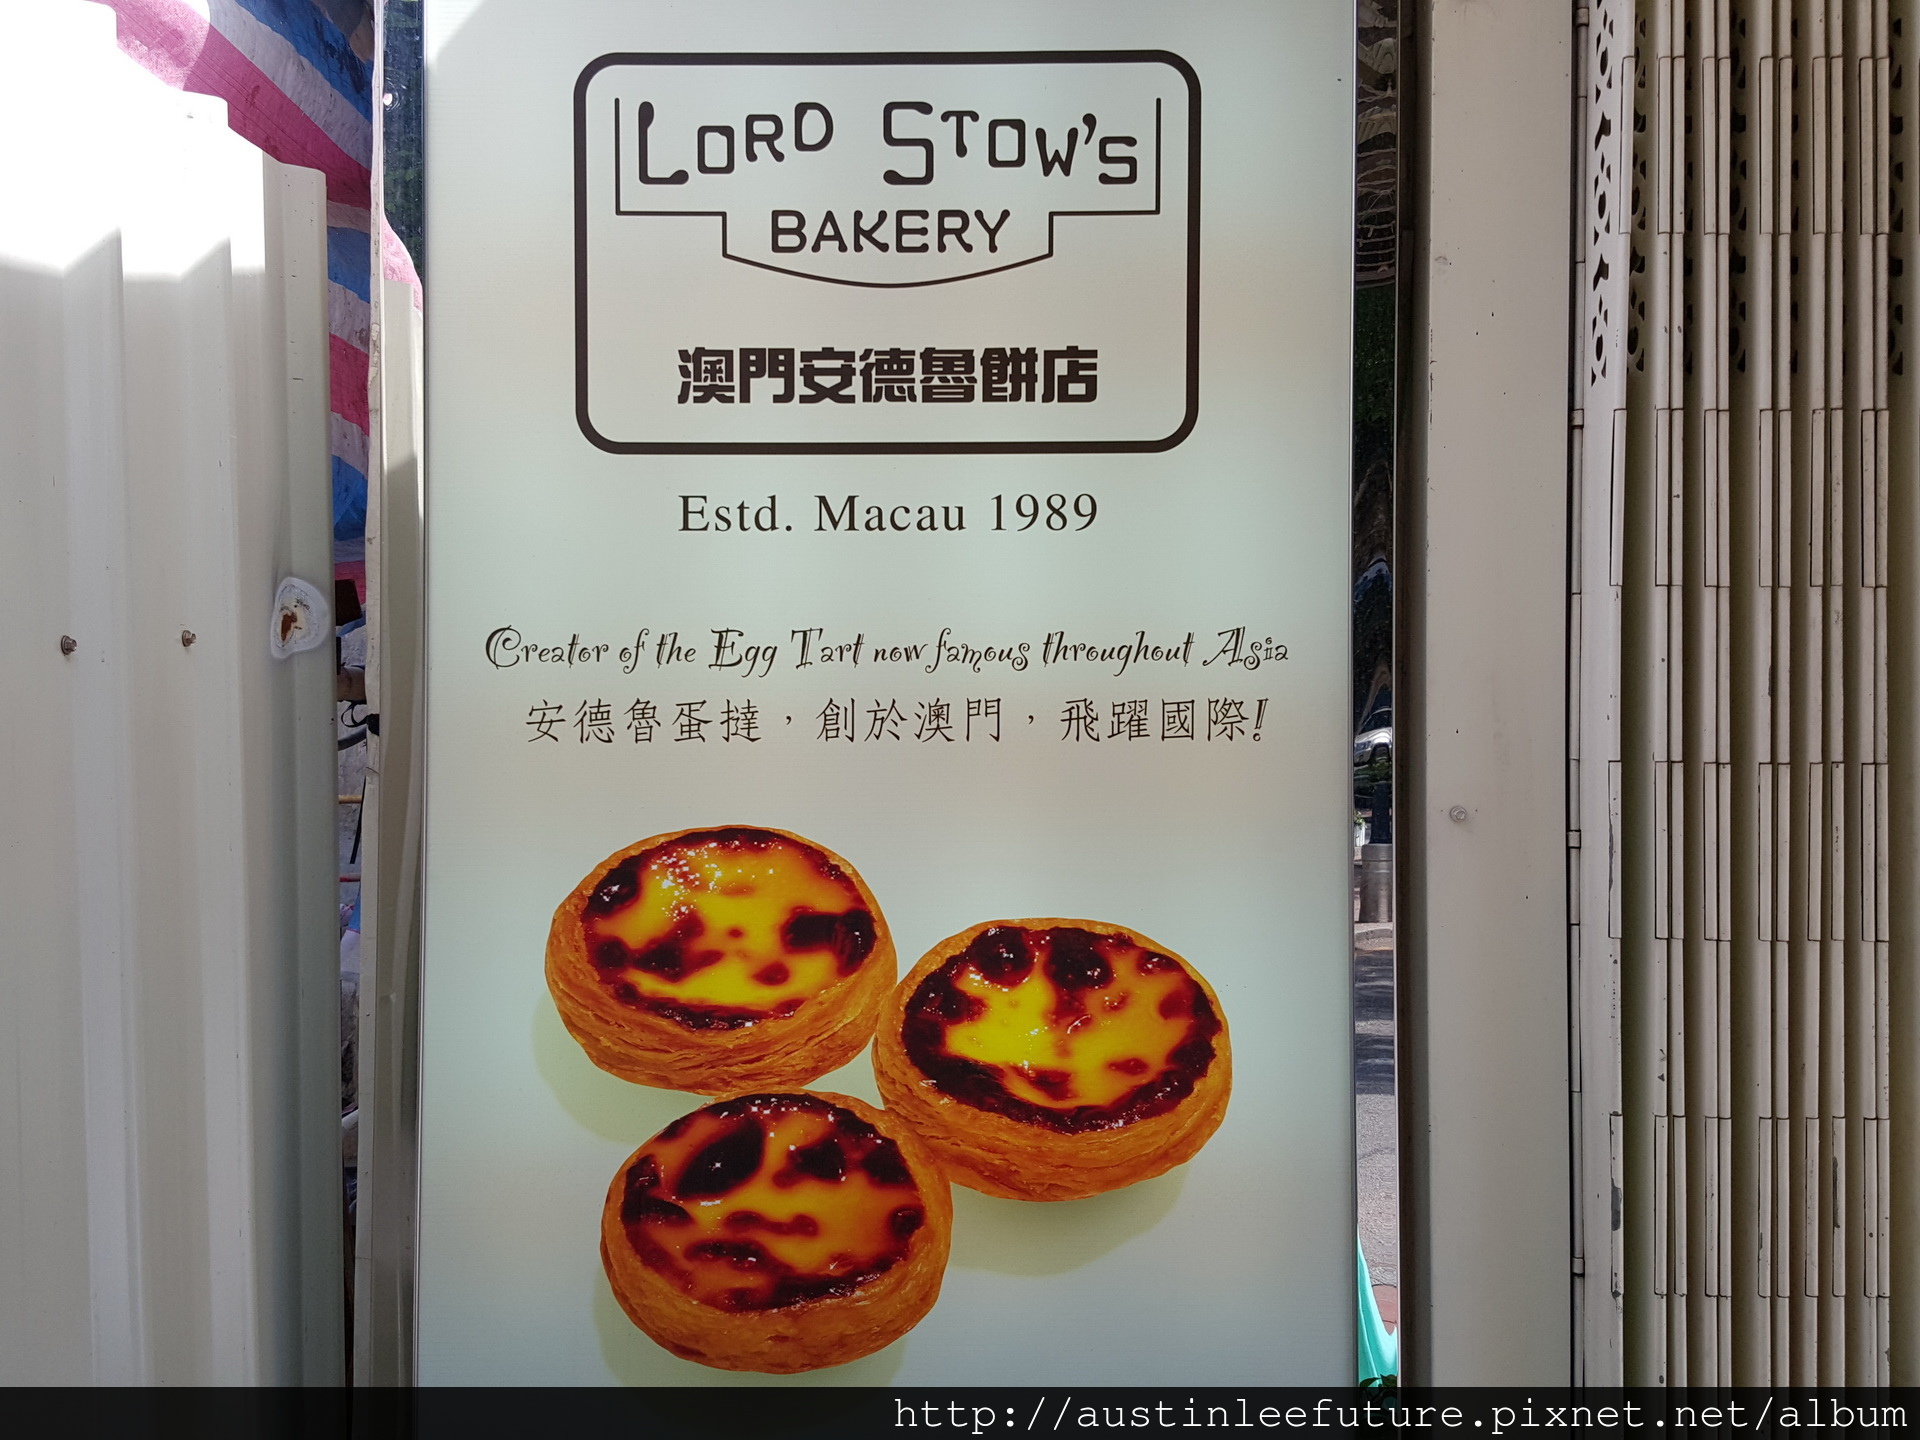 LORD STOW'S
BAKERY
澳門安德魯餅店
Estd. Macau 1989
Creator of the Egg Tart now famous throughout Asia
安德魯蛋撻，創於澳門，飛躍國際!
http://austinleefuture.pixnet.net/album